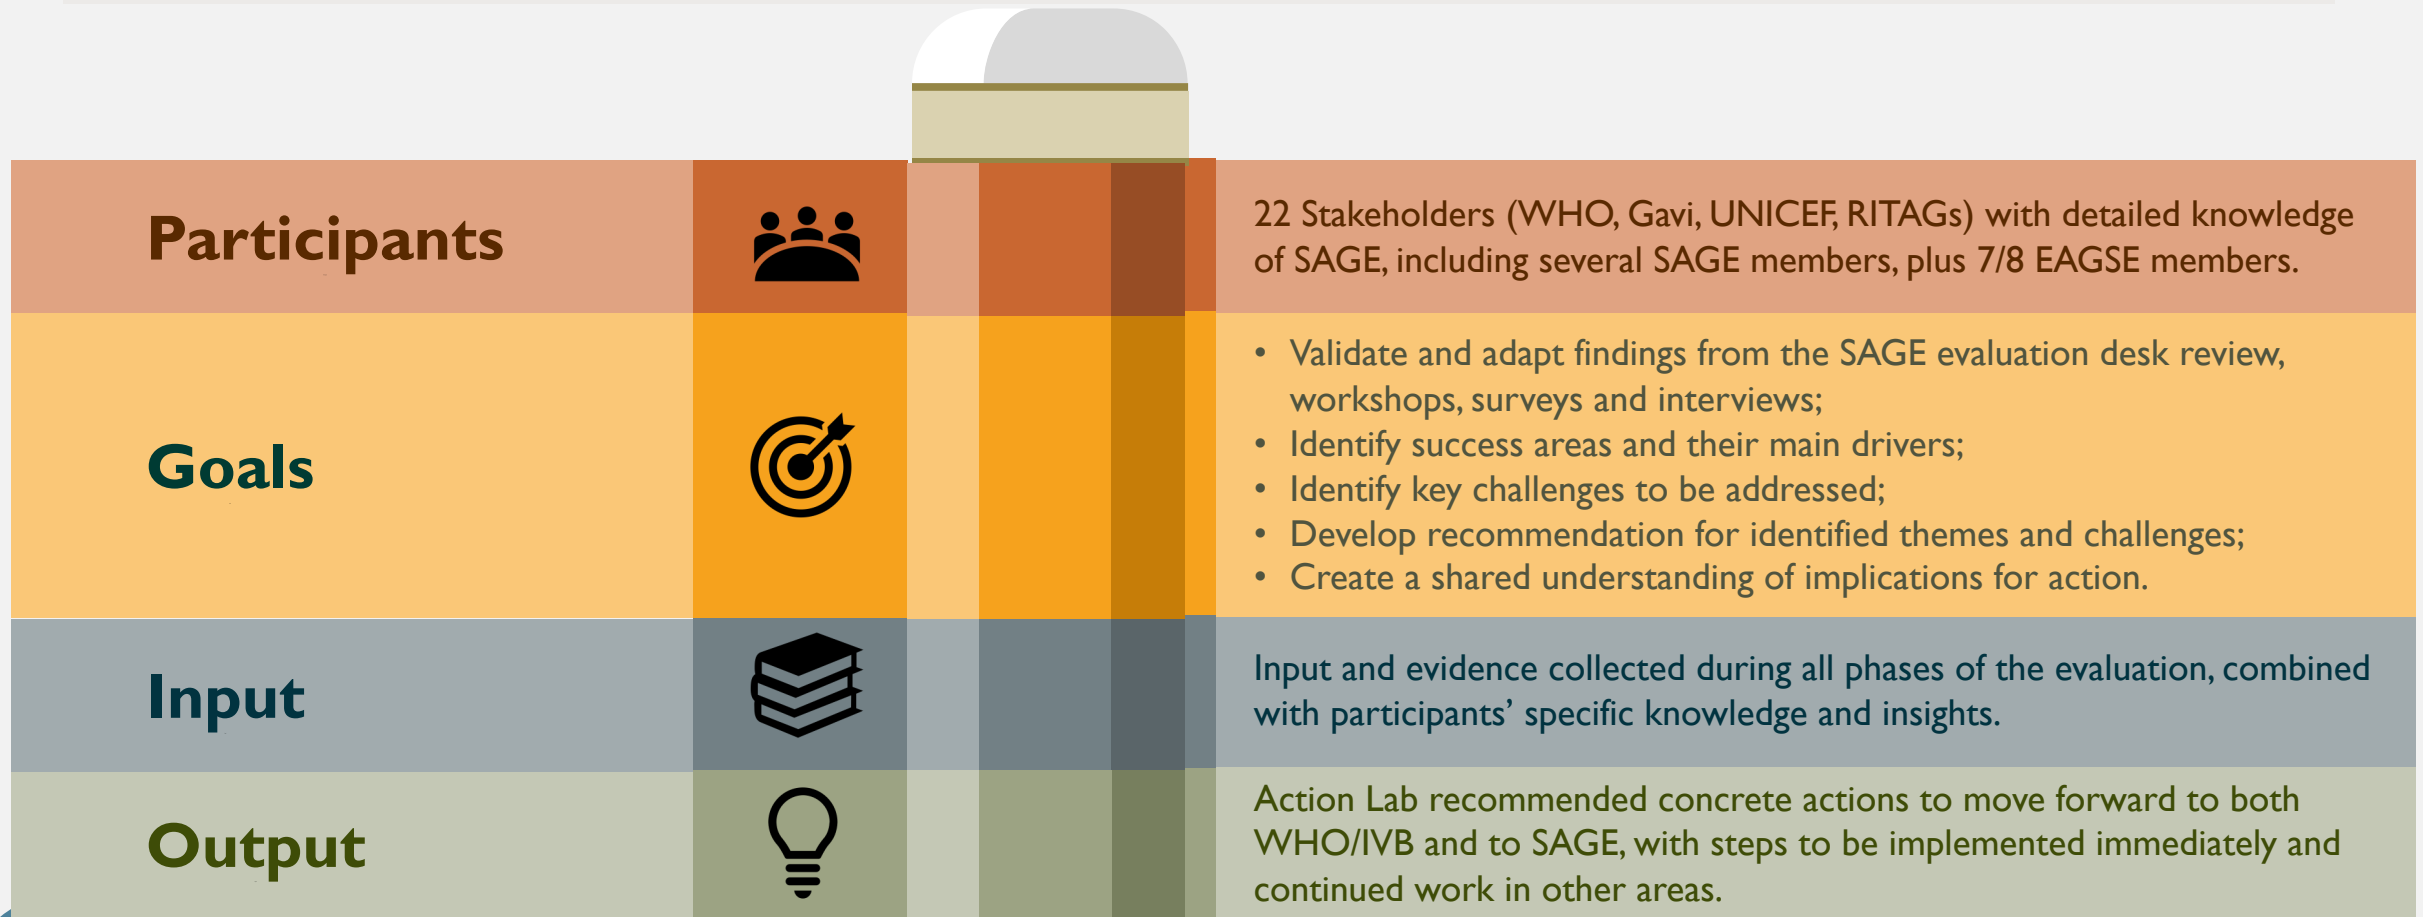 Participants
22 Stakeholders (WHO, Gavi, UNICEF, RITAGs) with detailed knowledge
of SAGE, including several SAGE members, plus 7/8 EAGSE members.
Goals
• Validate and adapt findings from the SAGE evaluation desk review,
workshops, surveys and interviews;
• Identify success areas and their main drivers;
• Identify key challenges to be addressed;
• Develop recommendation for identified themes and challenges;
• Create a shared understanding of implications for action.
Input
Input and evidence collected during all phases of the evaluation, combined
with participants’ specific knowledge and insights.
Output
Action Lab recommended concrete actions to move forward to both
WHO/IVB and to SAGE, with steps to be implemented immediately and
continued work in other areas.